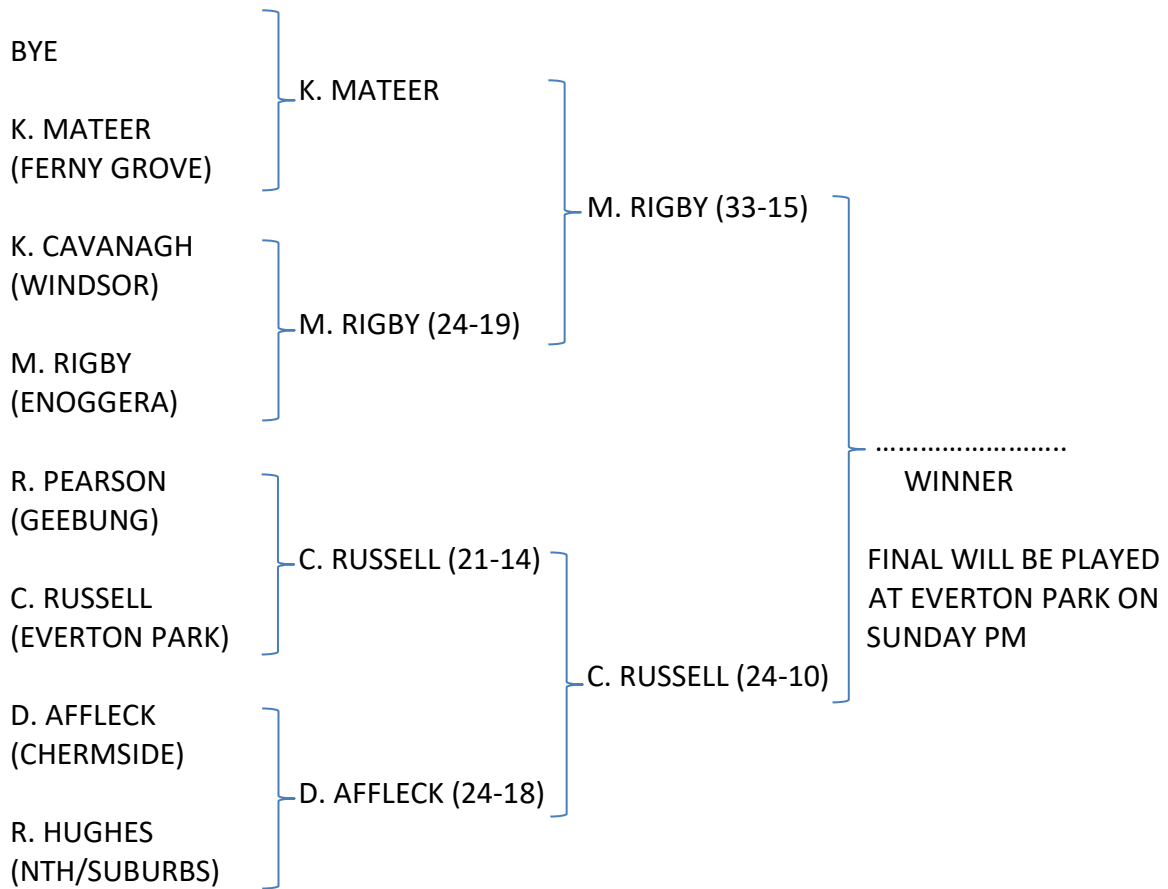 BYE
K. MATEER
(FERNY GROVE)
K. CAVANAGH
(WINDSOR)
M. RIGBY
(ENOGGERA)
R. PEARSON
(GEEBUNG)
C. RUSSELL
(EVERTON PARK)
D. AFFLECK
(CHERMSIDE)
R. HUGHES
(NTH/SUBURBS)
K. MATEER
M. RIGBY (24-19)
C. RUSSELL (21-14)
D. AFFLECK (24-18)
M. RIGBY (33-15)
C. RUSSELL (24-10)
……………………..
WINNER
FINAL WILL BE PLAYED
AT EVERTON PARK ON
SUNDAY PM